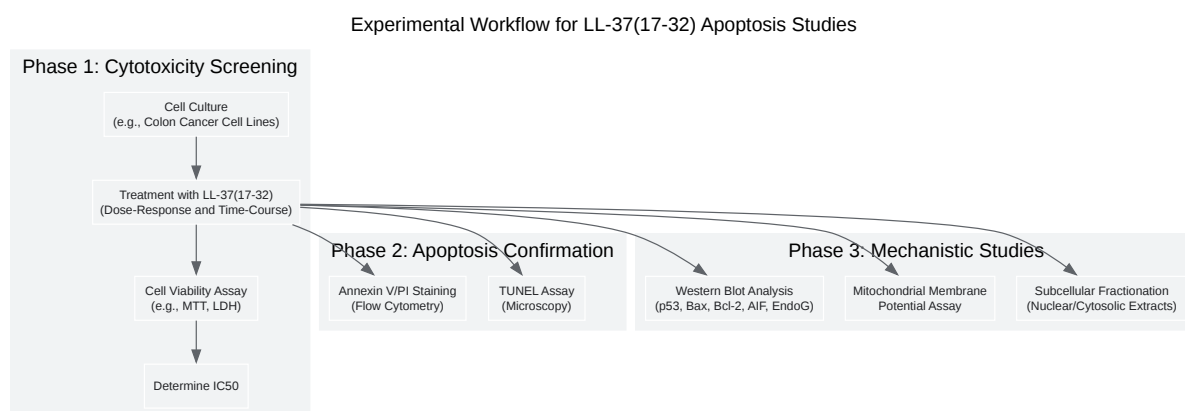 Experimental Workflow for LL-37(17-32) Apoptosis Studies
Phase 1: Cytotoxicity Screening
Cell Culture
(e.g., Colon Cancer Cell Lines)
Treatment with LL-37(17-32)
(Dose-Response and Time-Course)
Cell Viability Assay
(e.g., MTT, LDH)
Determine IC50
Phase 2: Apoptosis Confirmation
Annexin V/PI Staining
(Flow Cytometry)
TUNEL Assay
(Microscopy)
Phase 3: Mechanistic Studies
Western Blot Analysis
(p53, Bax, Bcl-2, AIF, EndoG)
Mitochondrial Membrane
Potential Assay
Subcellular Fractionation
(Nuclear/Cytosolic Extracts)